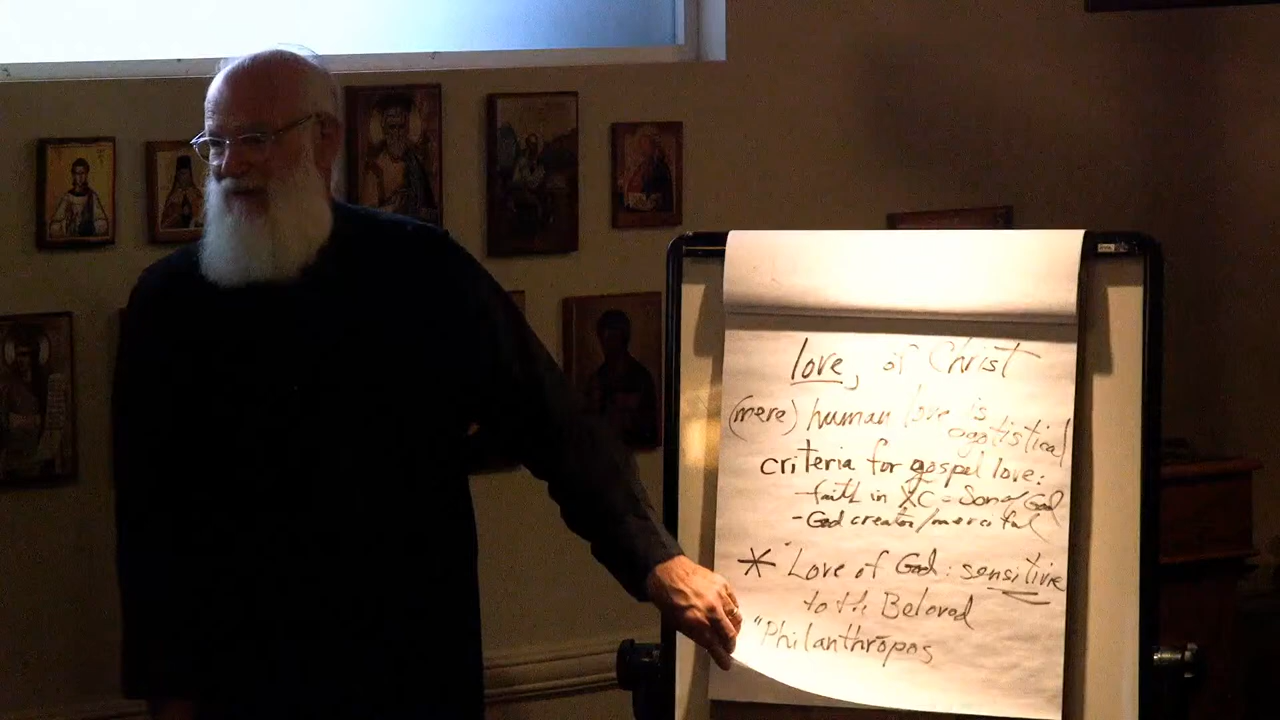 love, of Christ
(mere) human love is
egotistical
criteria for gospel love:
- faith in XC = Son of God
- God creator/merciful
* "Love of God: sensitive
to the Beloved
"Philanthrōpos